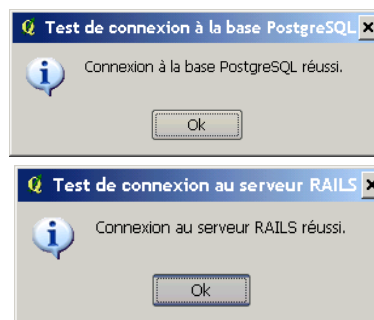 Test de connexion à la base PostgreSQL
Connexion à la base PostgreSQL réussi.
Ok
Test de connexion au serveur RAILS
Connexion au serveur RAILS réussi.
Ok